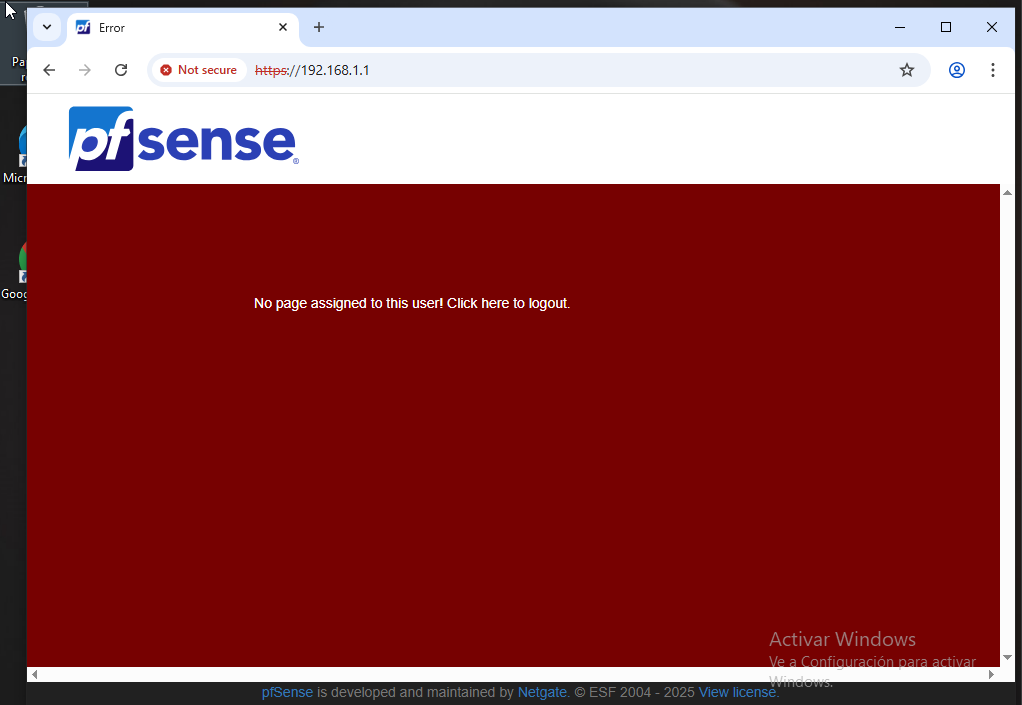 Error
Not secure
https://192.168.1.1
pfsense®
Pa
r
Micr
Goog
No page assigned to this user! Click here to logout.
Activar Windows
Ve a Configuración para activar
Windows.
pfSense is developed and maintained by Netgate. © ESF 2004 - 2025 View license.